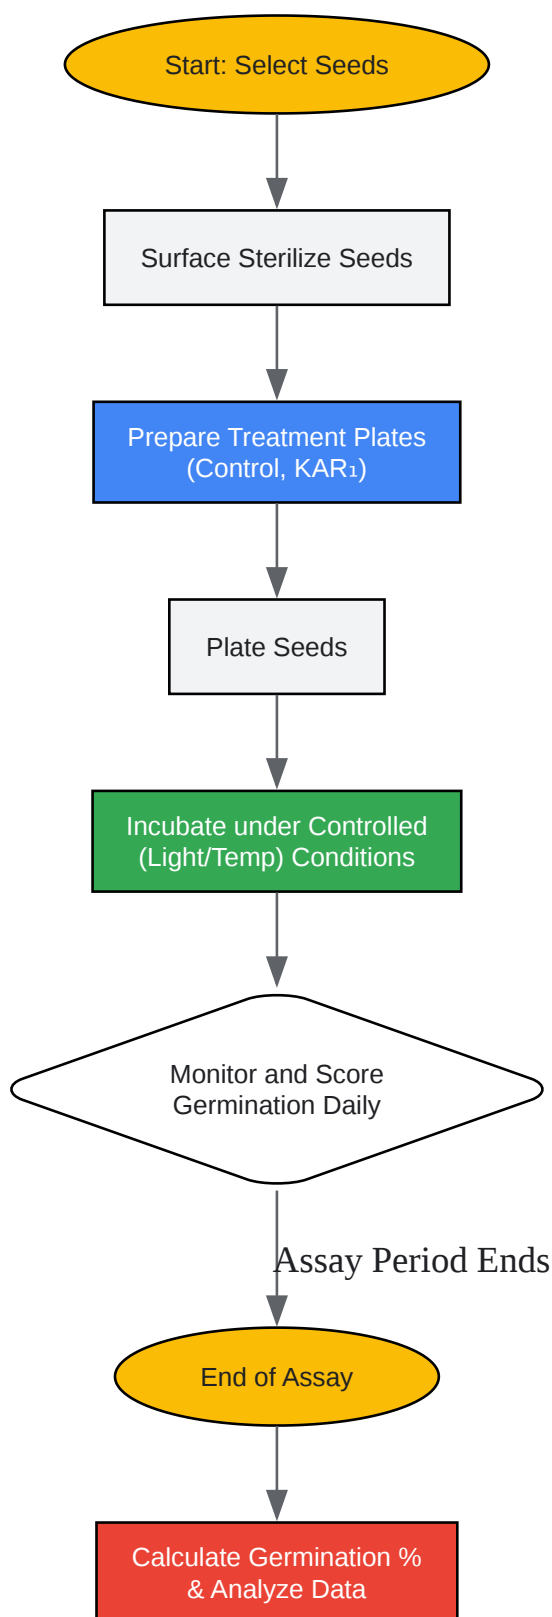 Start: Select Seeds
Surface Sterilize Seeds
Prepare Treatment Plates
(Control, KAR₁)
Plate Seeds
Incubate under Controlled
(Light/Temp) Conditions
Monitor and Score
Germination Daily
Assay Period Ends
End of Assay
Calculate Germination %
& Analyze Data